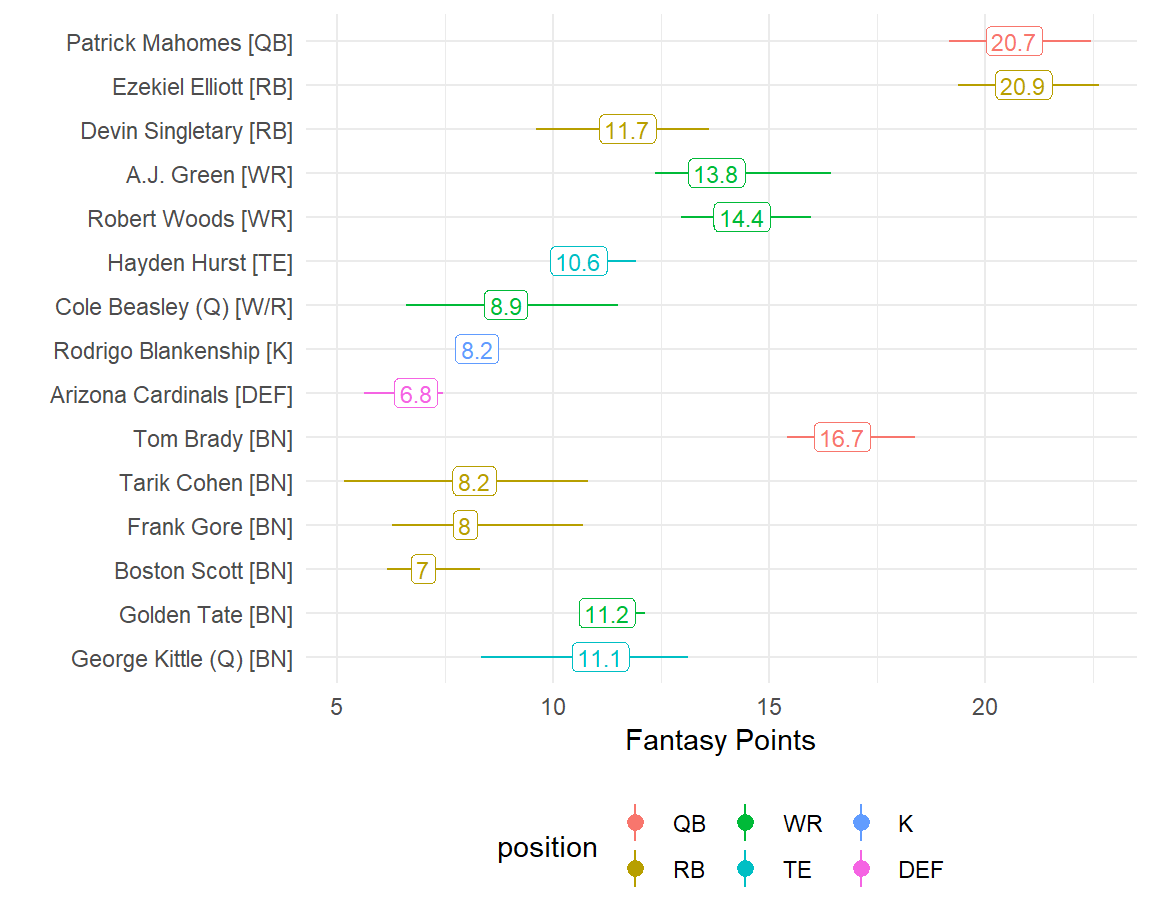 Patrick Mahomes [QB] 20.7
Ezekiel Elliott [RB] 20.9
Devin Singletary [RB] 11.7
A.J. Green [WR] 13.8
Robert Woods [WR] 14.4
Hayden Hurst [TE] 10.6
Cole Beasley (Q) [W/R] 8.9
Rodrigo Blankenship [K] 8.2
Arizona Cardinals [DEF] 6.8
Tom Brady [BN] 16.7
Tarik Cohen [BN] 8.2
Frank Gore [BN] 8
Boston Scott [BN] 7
Golden Tate [BN] 11.2
George Kittle (Q) [BN] 11.1
5 10 15 20
Fantasy Points
position
QB WR K
RB TE DEF